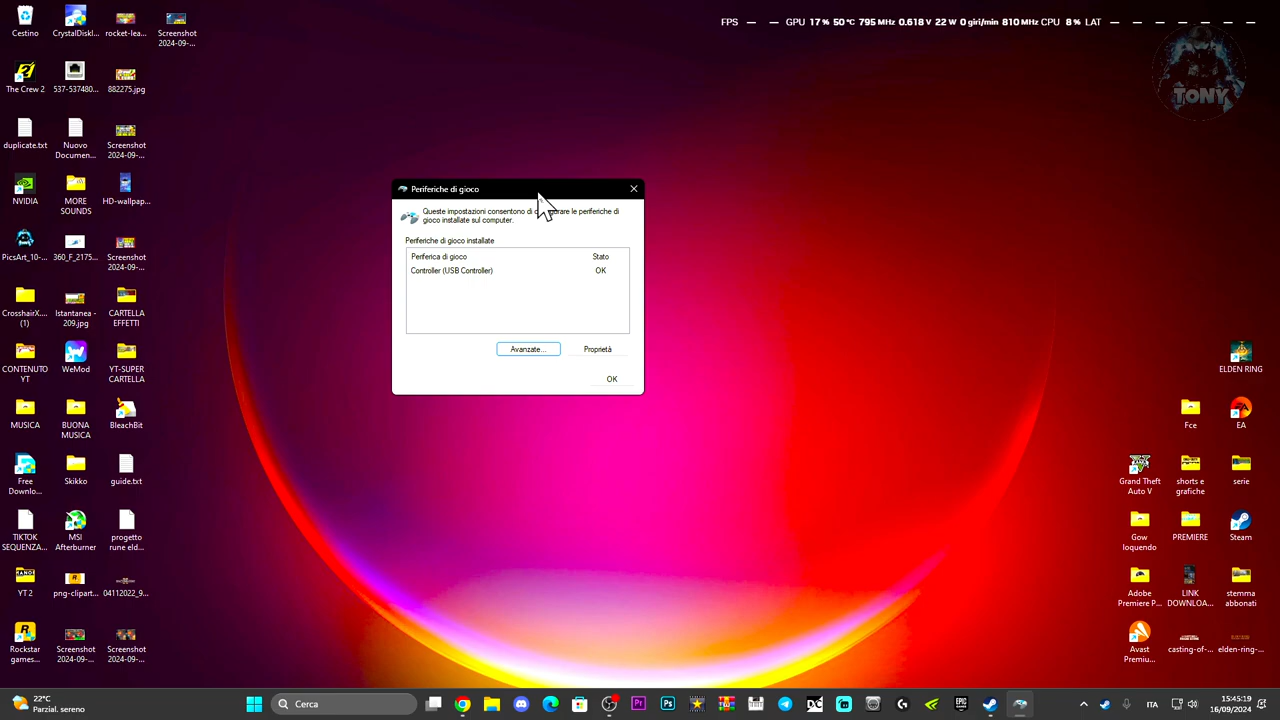 FPS — — GPU 17 % 50 °C 795 MHz 0.618 V 22 W 0 giri/min 810 MHz CPU 8 % LAT — — — — — —
TONY
Cestino
CrystalDiskI...
rocket-lea...
Screenshot
2024-09-...
The Crew 2
537-537480...
882275.jpg
duplicate.txt
Nuovo
Documen...
Screenshot
2024-09-...
NVIDIA
MORE
SOUNDS
HD-wallpap...
PicsArt_10-...
360_F_2175...
Screenshot
2024-09-...
CrosshairX....
(1)
Istantanea -
209.jpg
CARTELLA
EFFETTI
CONTENUTO
YT
WeMod
YT-SUPER
CARTELLA
MUSICA
BUONA
MUSICA
BleachBit
Free
Downlo...
Skikko
guide.txt
TIKTOK
SEQUENZA...
MSI
Afterburner
progetto
rune eld...
YT 2
png-clipart...
04112022_9...
Rockstar
games...
Screenshot
2024-09-...
Screenshot
2024-09-...
Periferiche di gioco
Queste impostazioni consentono di le periferiche di
gioco installate sul computer.
Periferiche di gioco installate
Periferica di gioco Stato
Controller (USB Controller) OK
Avanzate... Proprietà
OK
ELDEN RING
Fce
EA
Grand Theft
Auto V
shorts e
grafiche
serie
Gow
loquendo
PREMIERE
Steam
Adobe
Premiere P...
LINK
DOWNLOA...
stemma
abbonati
Avast
Premiu...
casting-of-...
elden-ring-...
22°C
Parzial. sereno
Cerca
ITA
15:45:19
16/09/2024